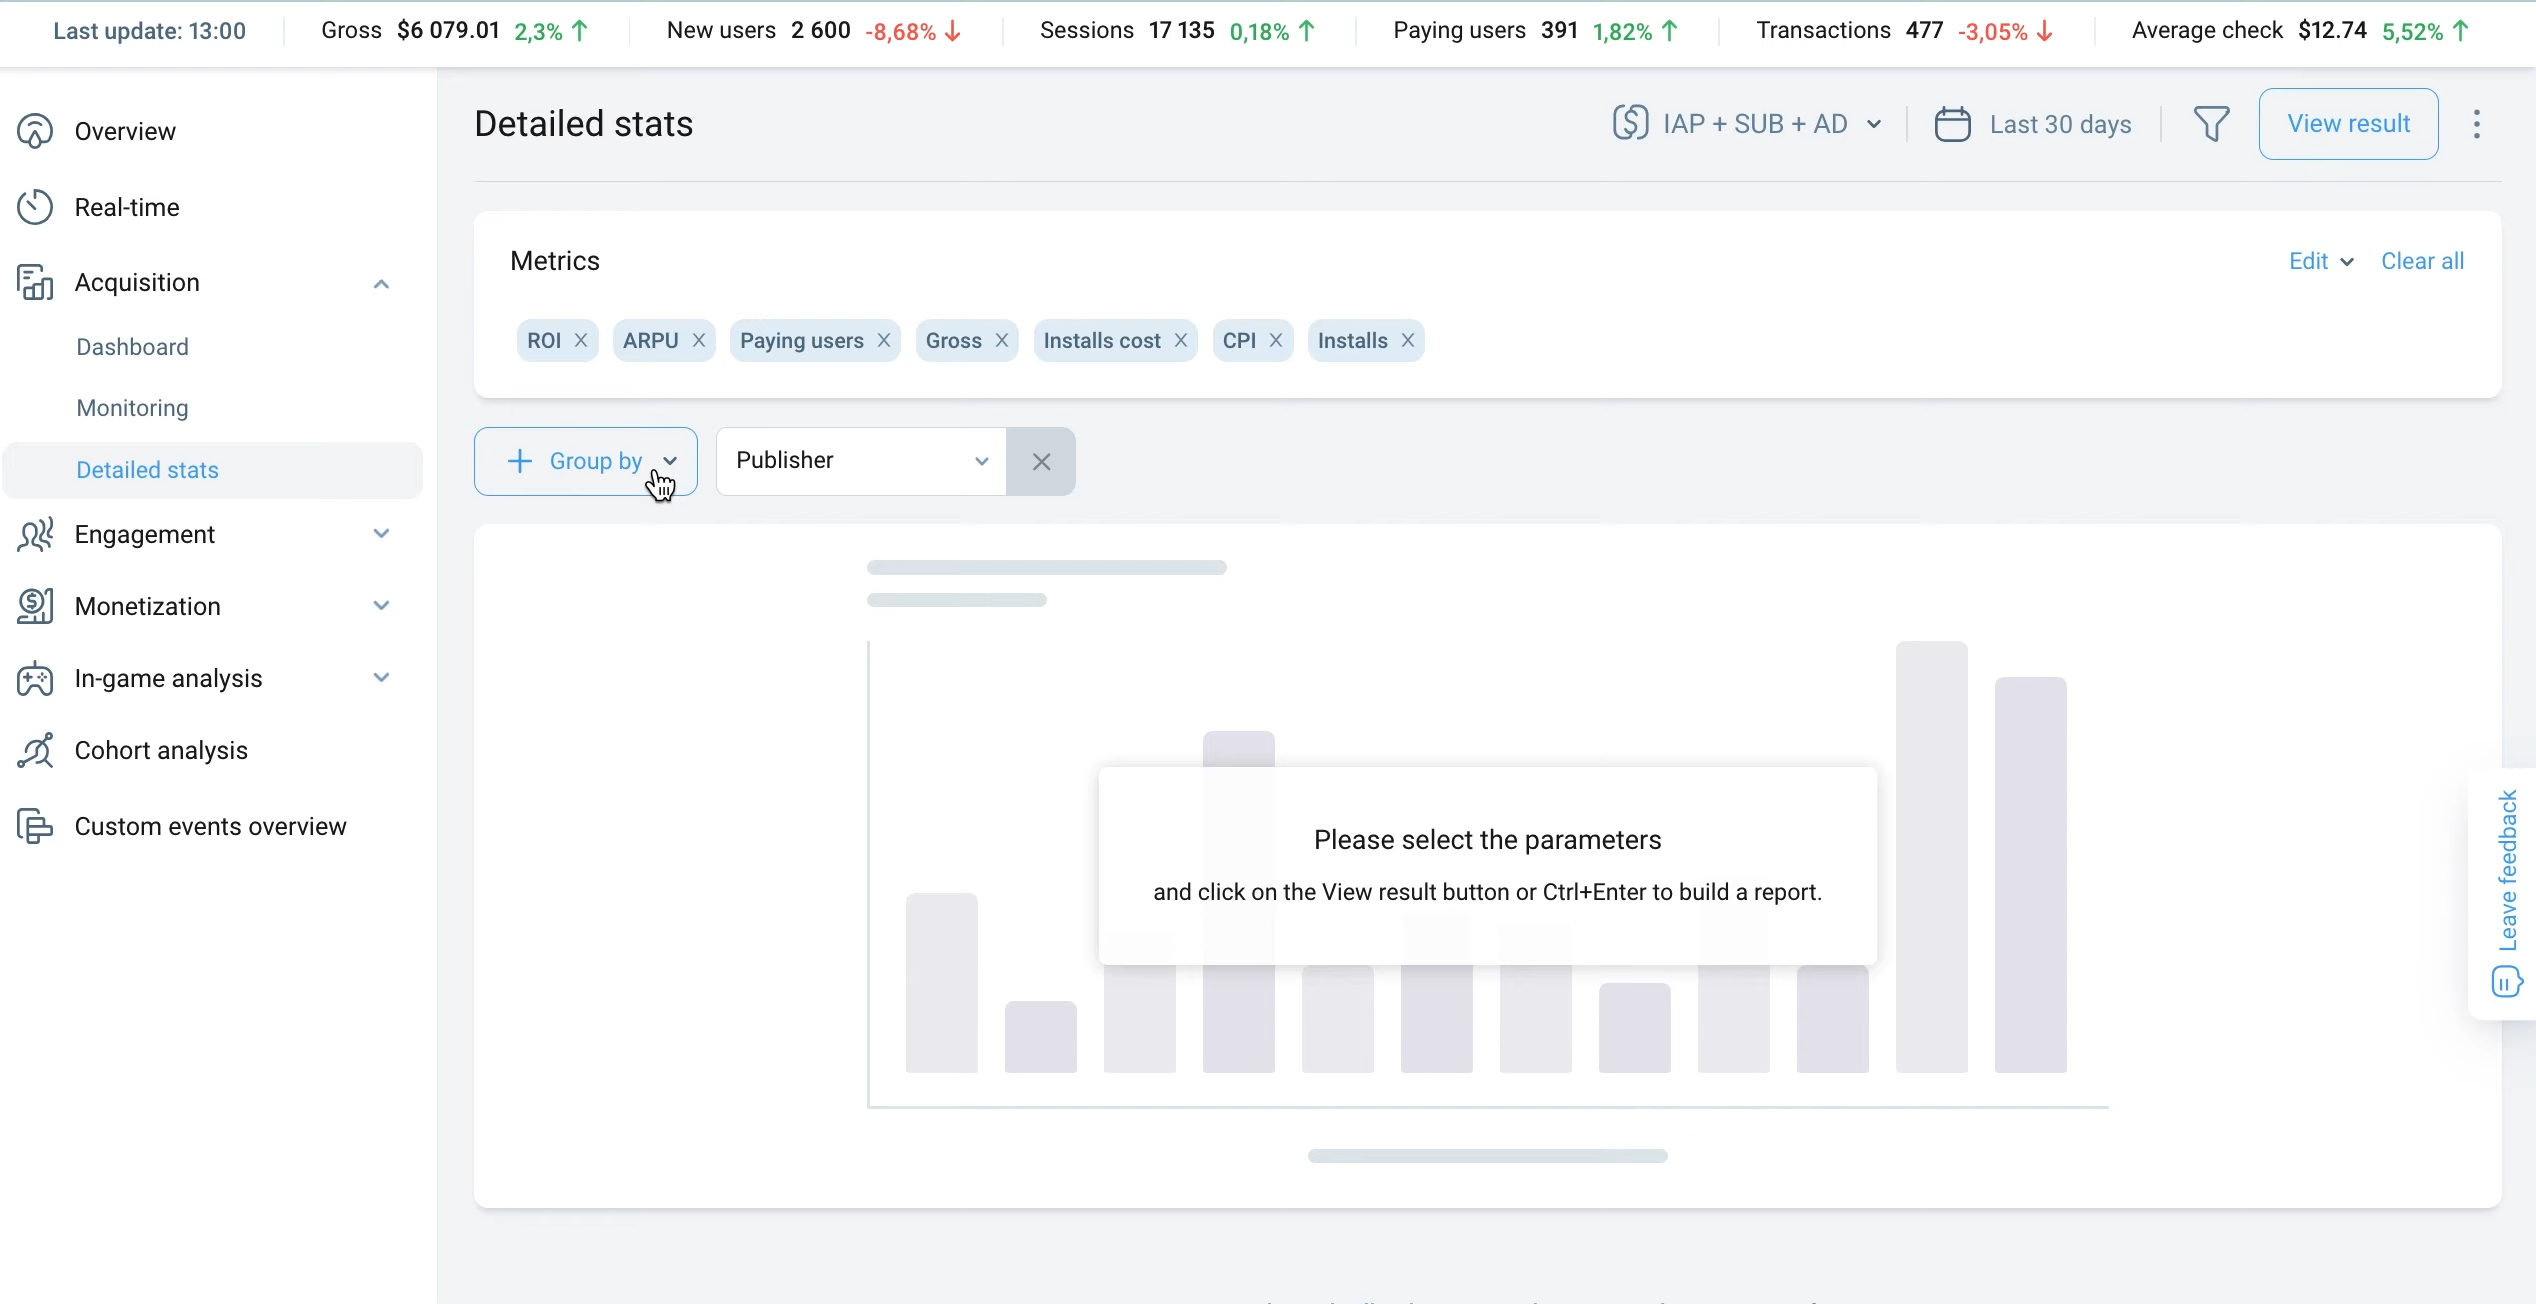 Last update: 13:00
Gross $6 079.01 2,3%
New users 2 600 -8,68%
Sessions 17 135 0,18%
Paying users 391 1,82%
Transactions 477 -3,05%
Average check $12.74 5,52%
Overview
Real-time
Acquisition
Dashboard
Monitoring
Detailed stats
Engagement
Monetization
In-game analysis
Cohort analysis
Custom events overview
Detailed stats
IAP + SUB + AD
Last 30 days
View result
Metrics
Edit
Clear all
ROI
ARPU
Paying users
Gross
Installs cost
CPI
Installs
Group by
Publisher
Please select the parameters
and click on the View result button or Ctrl+Enter to build a report.
Leave feedback